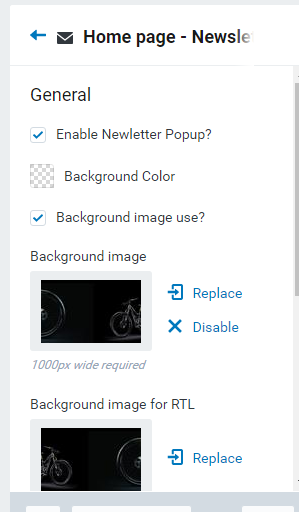 Home page - Newsle
General
Enable Newletter Popup?
Background Color
Background image use?
Background image
Replace
Disable
1000px wide required
Background image for RTL
Replace